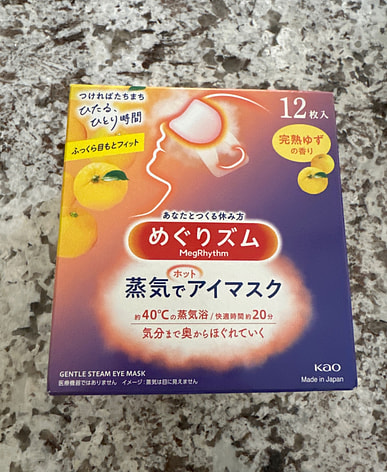 つければたちまち
ひたる、
ひとり時間
ふっくら目もとフィット
12枚入
完熟ゆず
の香り
あなたとつくる休み方
めぐりズム
MegRhythm
ホット
蒸気でアイマスク
約40℃の蒸気浴/快適時間約20分
気分まで奥からほぐれていく
GENTLE STEAM EYE MASK
医療機器ではありません イメージ:蒸気は目に見えません
Kao
Made in Japan